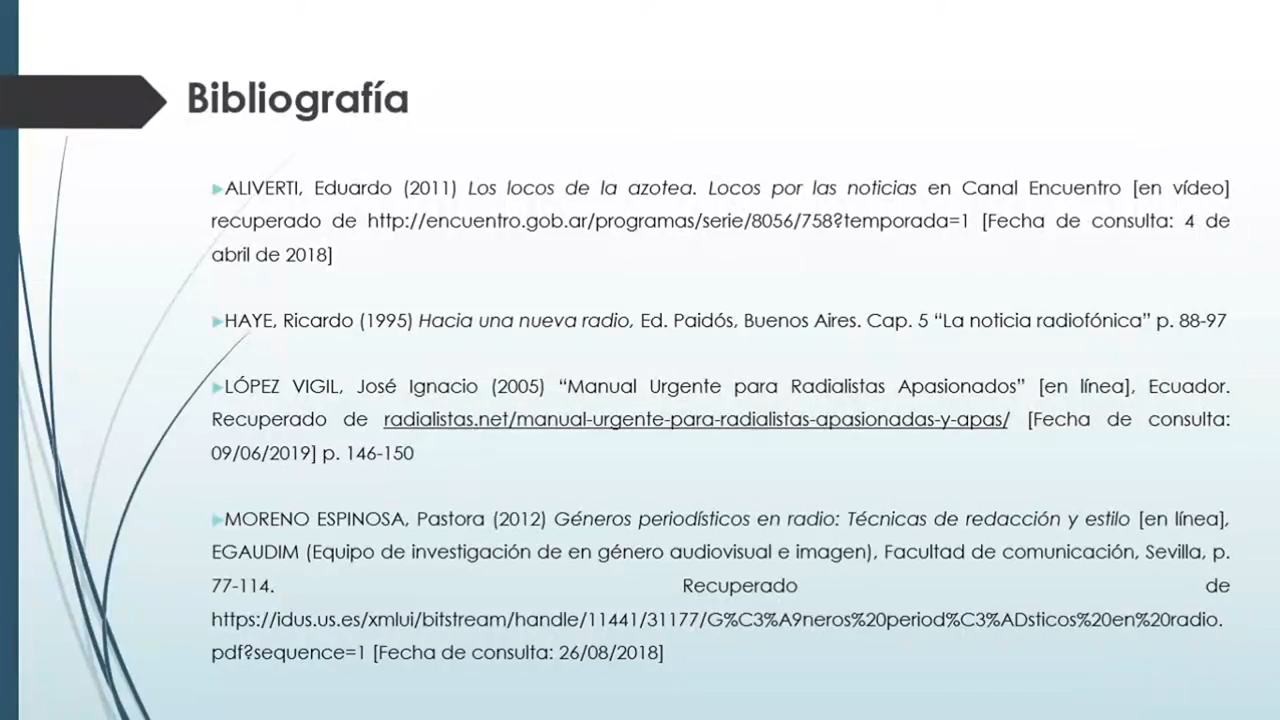 Bibliografía
ALIVERTI, Eduardo (2011) Los locos de la azotea. Locos por las noticias en Canal Encuentro [en vídeo]
recuperado de http://encuentro.gob.ar/programas/serie/8056/758?temporada=1 [Fecha de consulta: 4 de
abril de 2018]
HAYE, Ricardo (1995) Hacia una nueva radio, Ed. Paidós, Buenos Aires. Cap. 5 “La noticia radiofónica” p. 88-97
LÓPEZ VIGIL, José Ignacio (2005) “Manual Urgente para Radialistas Apasionados” [en línea], Ecuador.
Recuperado de radialistas.net/manual-urgente-para-radialistas-apasionadas-y-apas/ [Fecha de consulta:
09/06/2019] p. 146-150
MORENO ESPINOSA, Pastora (2012) Géneros periodísticos en radio: Técnicas de redacción y estilo [en línea],
EGAUDIM (Equipo de investigación de en género audiovisual e imagen), Facultad de comunicación, Sevilla, p.
77-114. Recuperado de
https://idus.us.es/xmlui/bitstream/handle/11441/31177/G%C3%A9neros%20period%C3%ADsticos%20en%20radio.
pdf?sequence=1 [Fecha de consulta: 26/08/2018]